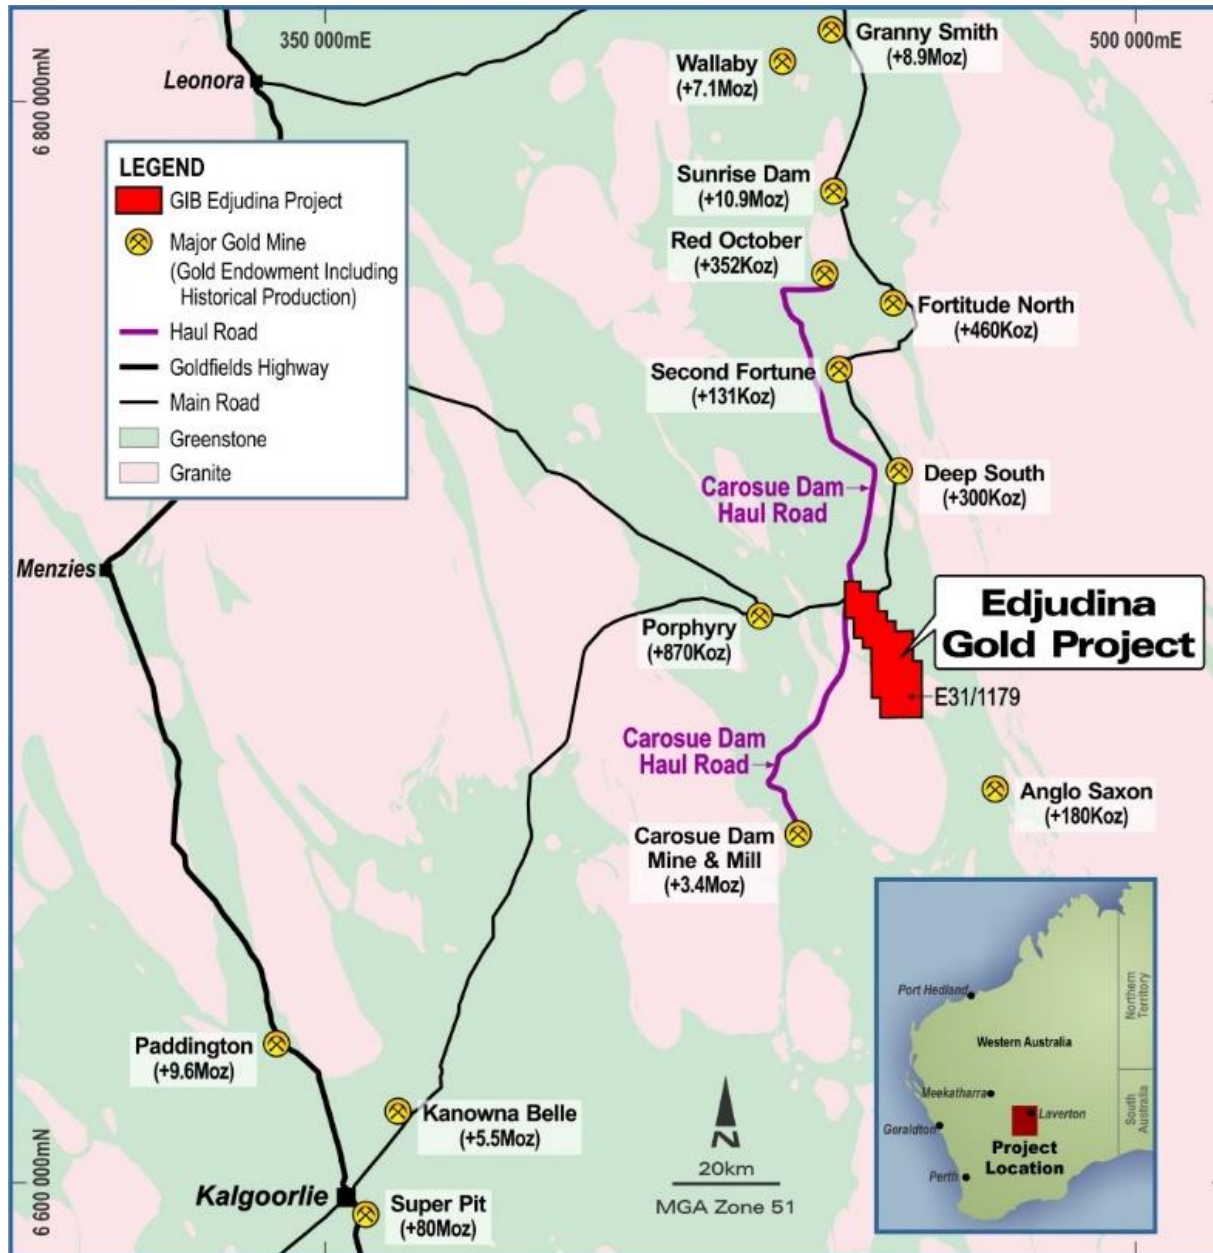 350 000mE
500 000mE
6 800 000mN
6 600 000mN
Leonora
Granny Smith
(+8.9Moz)
Wallaby
(+7.1Moz)
LEGEND
GIB Edjudina Project
Major Gold Mine
(Gold Endowment Including
Historical Production)
Haul Road
Goldfields Highway
Main Road
Greenstone
Granite
Sunrise Dam
(+10.9Moz)
Red October
(+352Koz)
Fortitude North
(+460Koz)
Second Fortune
(+131Koz)
Deep South
(+300Koz)
Carosue Dam
Haul Road
Menzies
Porphyry
(+870Koz)
Edjudina
Gold Project
E31/1179
Carosue Dam
Haul Road
Anglo Saxon
(+180Koz)
Carosue Dam
Mine & Mill
(+3.4Moz)
Paddington
(+9.6Moz)
Kanowna Belle
(+5.5Moz)
Kalgoorlie
Super Pit
(+80Moz)
N
20km
MGA Zone 51
Port Hedland
Northern
Territory
Western Australia
Meekatharra
Laverton
South
Australia
Geraldton
Project
Location
Perth